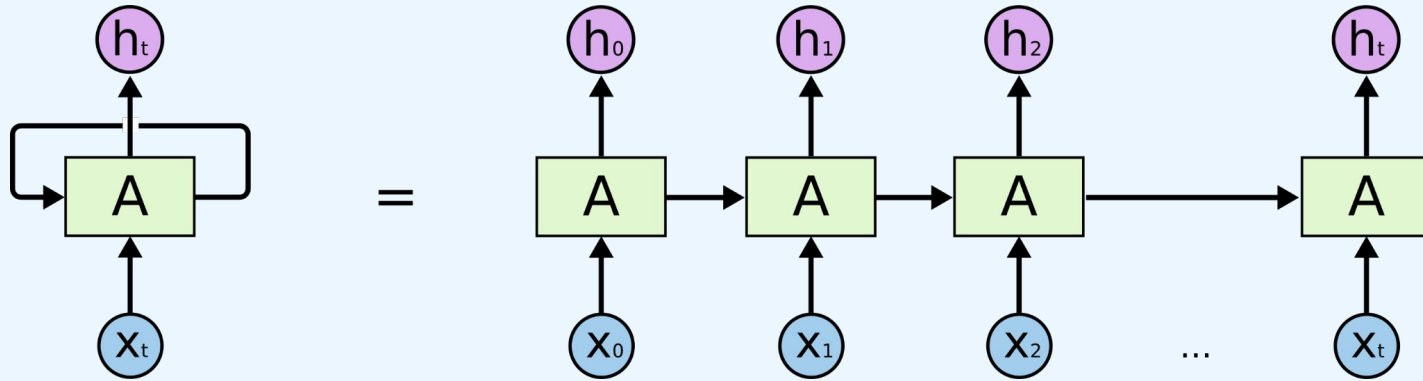 hₜ h₀ h₁ h₂ hₜ
A = A A A A
xₜ x₀ x₁ x₂ ... xₜ